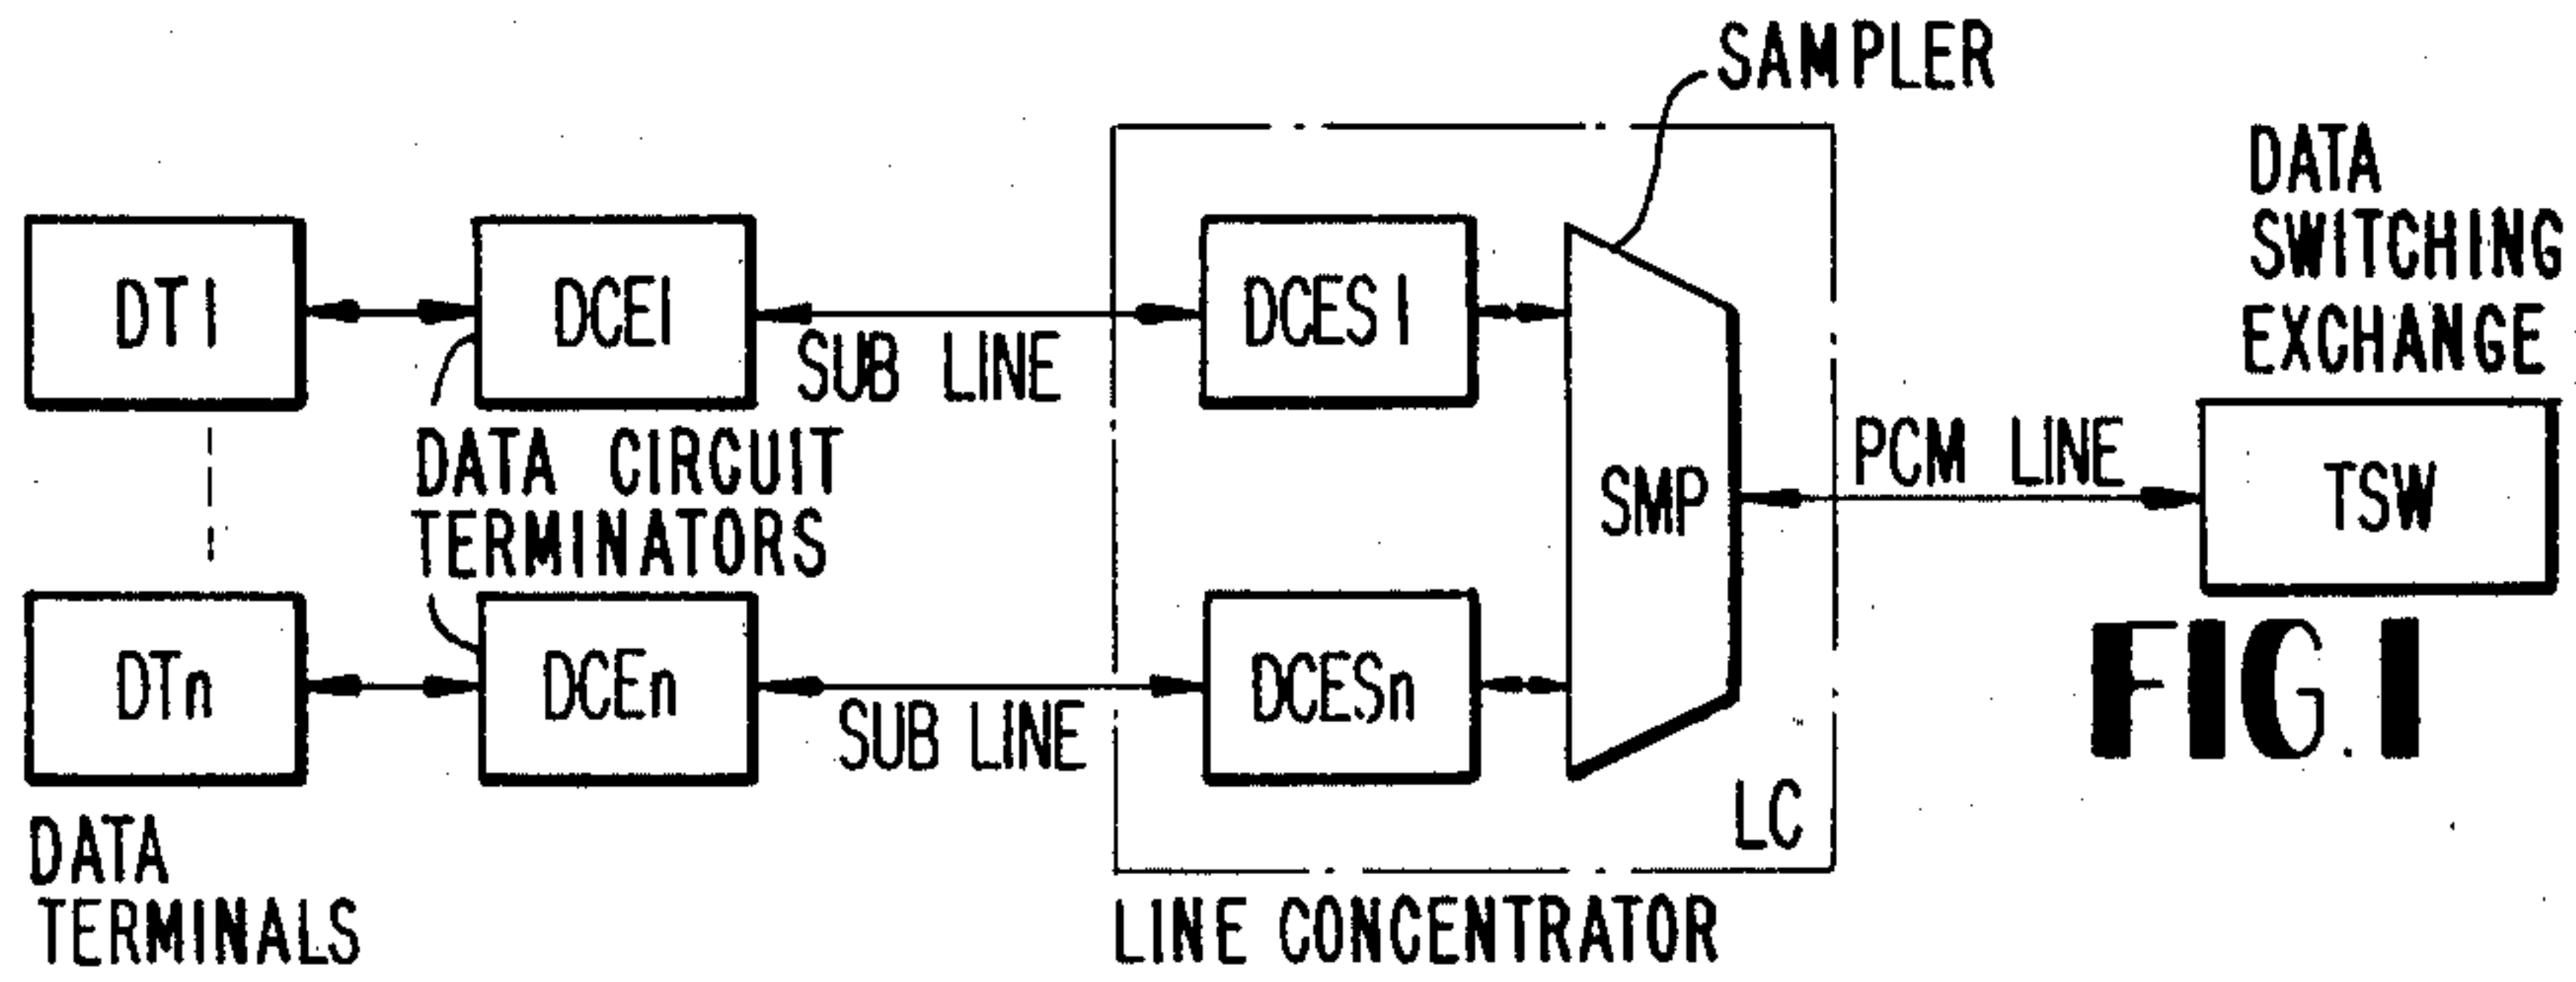 SAMPLER
DATA
SWITCHING
EXCHANGE
DT1
DCE1
SUB LINE
DCES1
DATA CIRCUIT
TERMINATORS
SMP
PCM LINE
TSW
DTn
DCEn
SUB LINE
DCESn
LC
DATA
TERMINALS
LINE CONCENTRATOR
FIG. 1